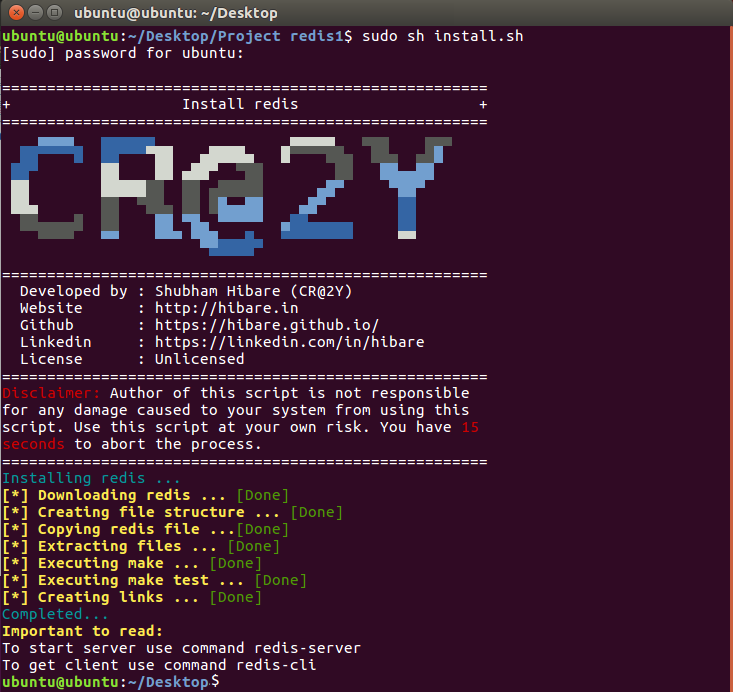 ubuntu@ubuntu: ~/Desktop
ubuntu@ubuntu:~/Desktop/Project redis1$ sudo sh install.sh
[sudo] password for ubuntu:
======================================================
+ Install redis +
======================================================
CR@2Y
======================================================
Developed by : Shubham Hibare (CR@2Y)
Website : http://hibare.in
Github : https://hibare.github.io/
Linkedin : https://linkedin.com/in/hibare
License : Unlicensed
======================================================
Disclaimer: Author of this script is not responsible
for any damage caused to your system from using this
script. Use this script at your own risk. You have 15
seconds to abort the process.
======================================================
Installing redis ...
[*] Downloading redis ... [Done]
[*] Creating file structure ... [Done]
[*] Copying redis file ...[Done]
[*] Extracting files ... [Done]
[*] Executing make ... [Done]
[*] Executing make test ... [Done]
[*] Creating links ... [Done]
Completed...
Important to read:
To start server use command redis-server
To get client use command redis-cli
ubuntu@ubuntu:~/Desktop$